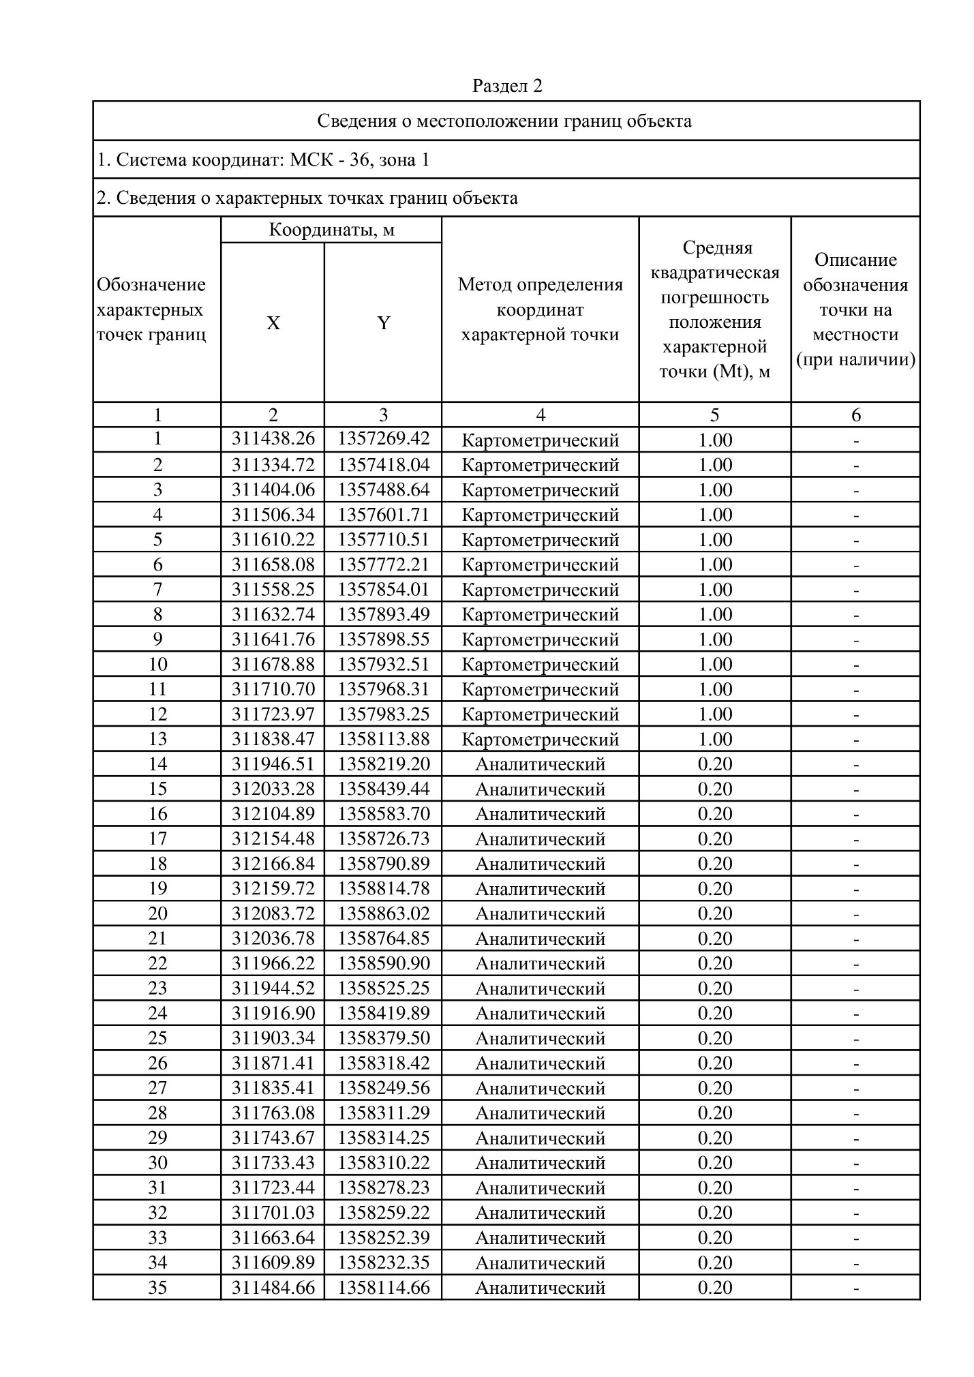 Раздел 2
Сведения о местоположении границ объекта
1. Система координат: МСК - 36, зона 1
2. Сведения о характерных точках границ объекта
Обозначение характерных точек границ
Координаты, м
X
Y
Метод определения координат характерной точки
Средняя квадратическая погрешность положения характерной точки (Mt), м
Описание обозначения точки на местности (при наличии)
1 2 3 4 5 6
1 311438.26 1357269.42 Картометрический 1.00 -
2 311334.72 1357418.04 Картометрический 1.00 -
3 311404.06 1357488.64 Картометрический 1.00 -
4 311506.34 1357601.71 Картометрический 1.00 -
5 311610.22 1357710.51 Картометрический 1.00 -
6 311658.08 1357772.21 Картометрический 1.00 -
7 311558.25 1357854.01 Картометрический 1.00 -
8 311632.74 1357893.49 Картометрический 1.00 -
9 311641.76 1357898.55 Картометрический 1.00 -
10 311678.88 1357932.51 Картометрический 1.00 -
11 311710.70 1357968.31 Картометрический 1.00 -
12 311723.97 1357983.25 Картометрический 1.00 -
13 311838.47 1358113.88 Картометрический 1.00 -
14 311946.51 1358219.20 Аналитический 0.20 -
15 312033.28 1358439.44 Аналитический 0.20 -
16 312104.89 1358583.70 Аналитический 0.20 -
17 312154.48 1358726.73 Аналитический 0.20 -
18 312166.84 1358790.89 Аналитический 0.20 -
19 312159.72 1358814.78 Аналитический 0.20 -
20 312083.72 1358863.02 Аналитический 0.20 -
21 312036.78 1358764.85 Аналитический 0.20 -
22 311966.22 1358590.90 Аналитический 0.20 -
23 311944.52 1358525.25 Аналитический 0.20 -
24 311916.90 1358419.89 Аналитический 0.20 -
25 311903.34 1358379.50 Аналитический 0.20 -
26 311871.41 1358318.42 Аналитический 0.20 -
27 311835.41 1358249.56 Аналитический 0.20 -
28 311763.08 1358311.29 Аналитический 0.20 -
29 311743.67 1358314.25 Аналитический 0.20 -
30 311733.43 1358310.22 Аналитический 0.20 -
31 311723.44 1358278.23 Аналитический 0.20 -
32 311701.03 1358259.22 Аналитический 0.20 -
33 311663.64 1358252.39 Аналитический 0.20 -
34 311609.89 1358232.35 Аналитический 0.20 -
35 311484.66 1358114.66 Аналитический 0.20 -